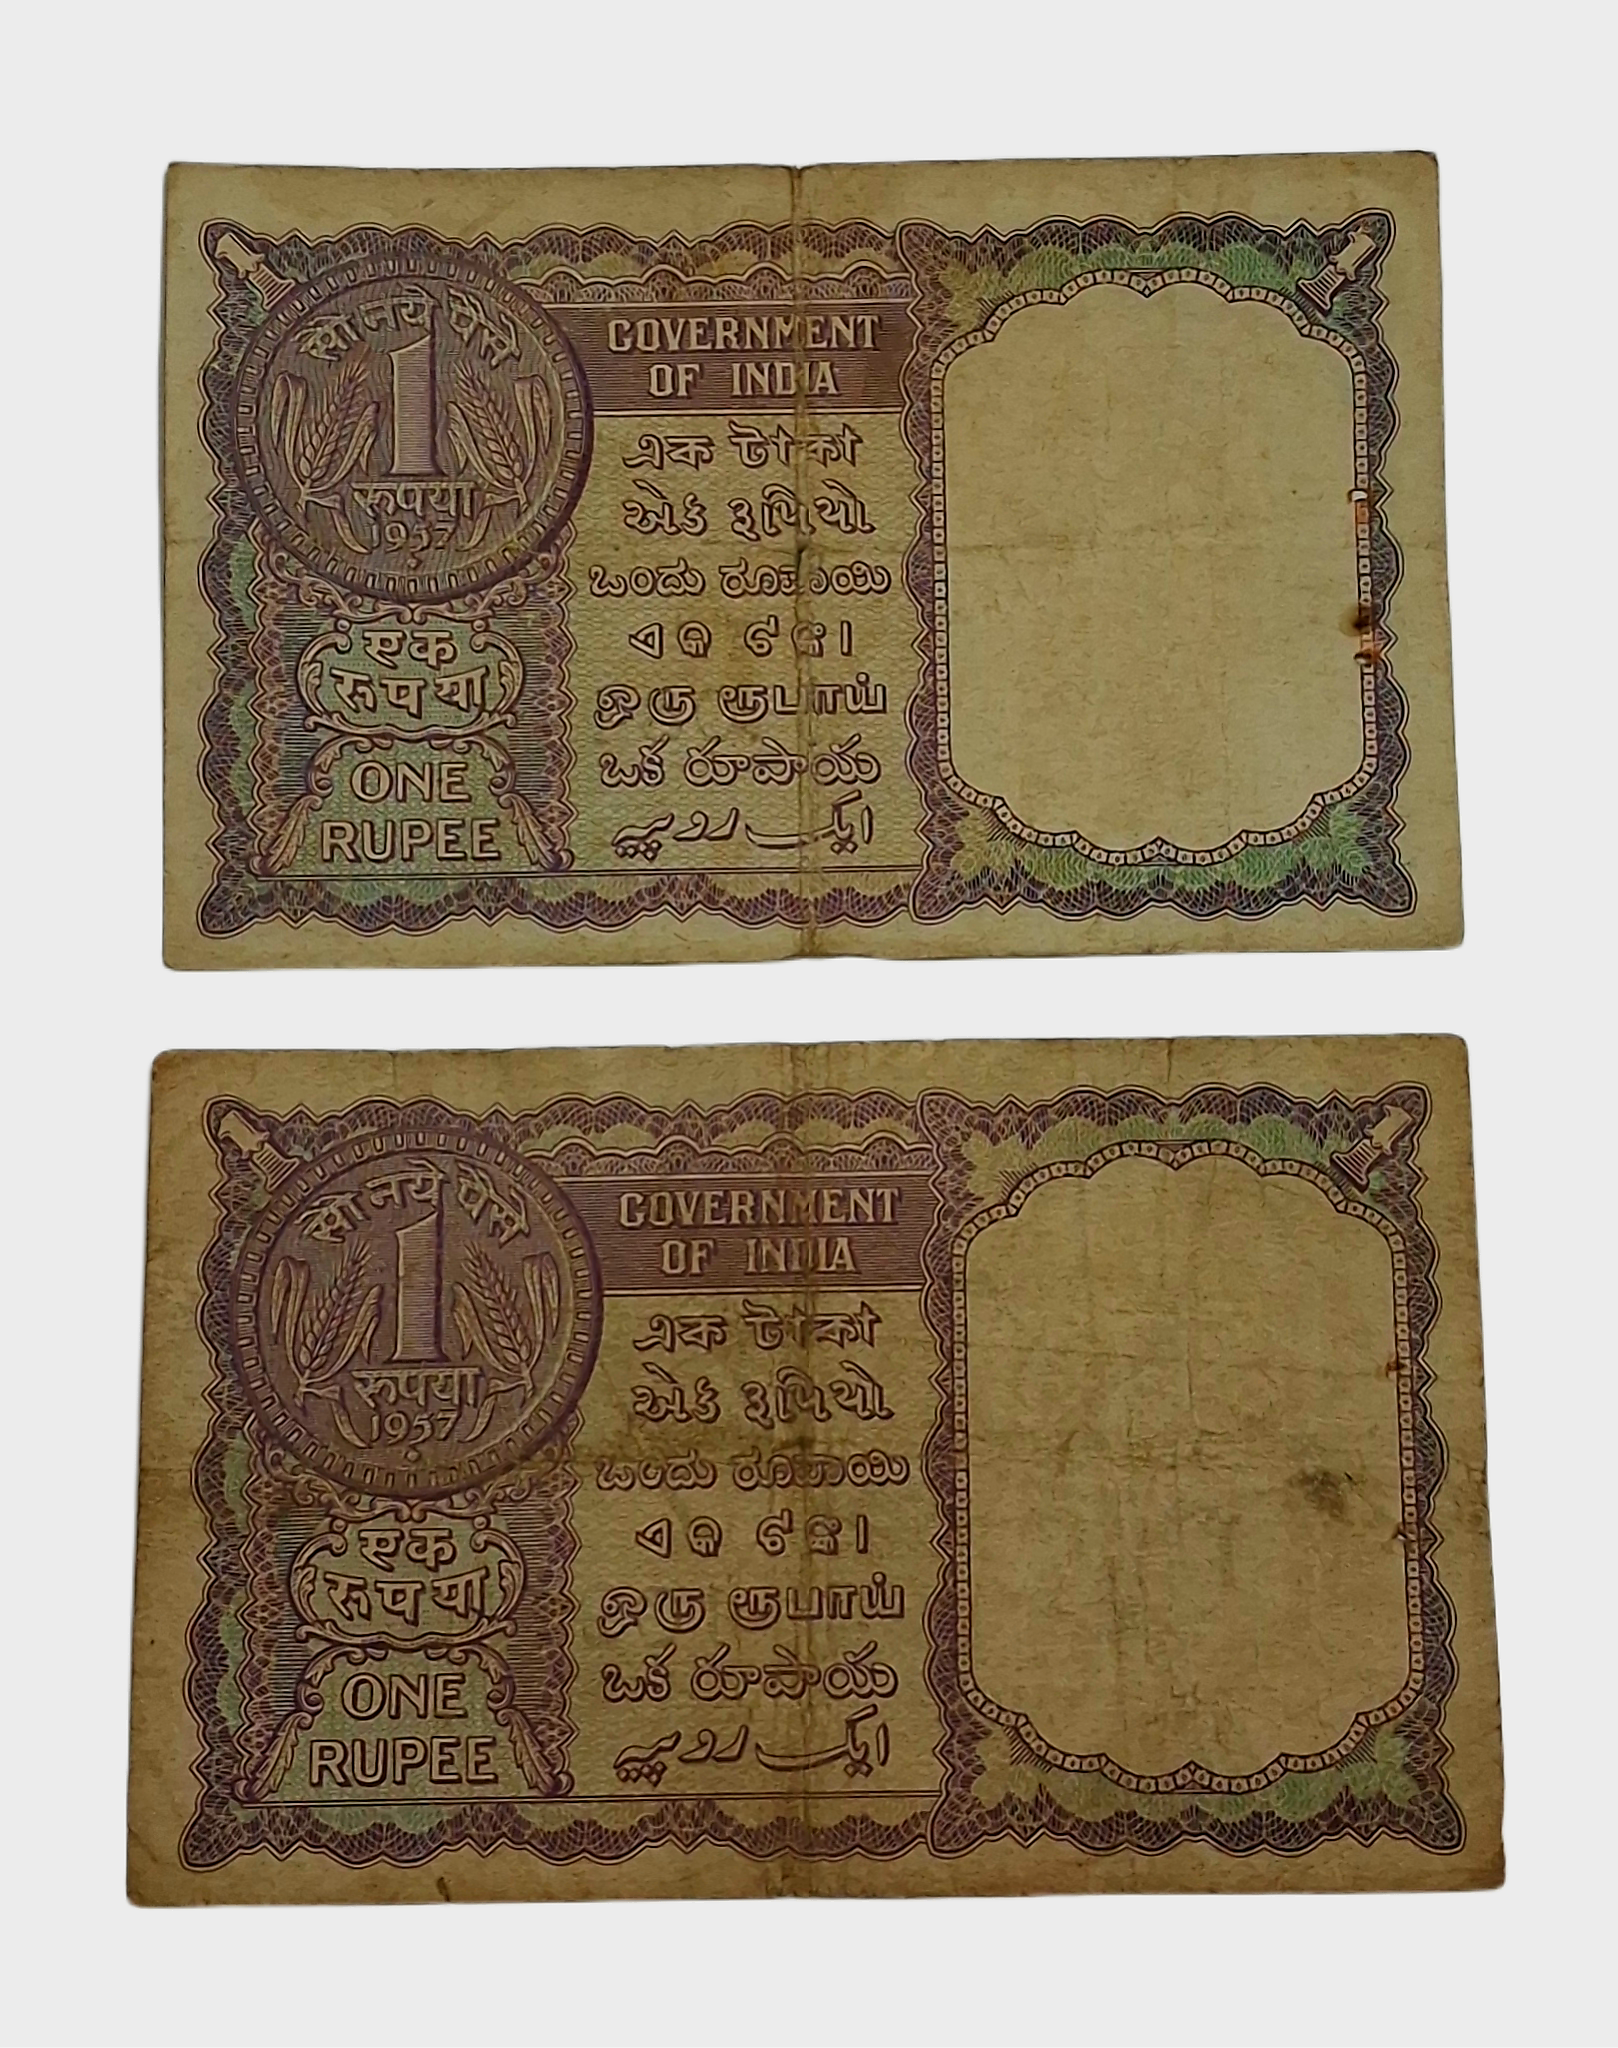 सौ नये पैसे
1
रुपया
1957
एक
रुपया
ONE
RUPEE
GOVERNMENT
OF INDIA
এক টাকা
એક રૂપિયો
ಒಂದು ರೂಪಾಯಿ
ଏକ ଟଙ୍କା
ஒரு ரூபாய்
ఒక రూపాయ
ایک روپیہ
सौ नये पैसे
1
रुपया
1957
एक
रुपया
ONE
RUPEE
GOVERNMENT
OF INDIA
এক টাকা
એક રૂપિયો
ಒಂದು ರೂಪಾಯಿ
ଏକ ଟଙ୍କା
ஒரு ரூபாய்
ఒక రూపాయ
ایک روپیہ